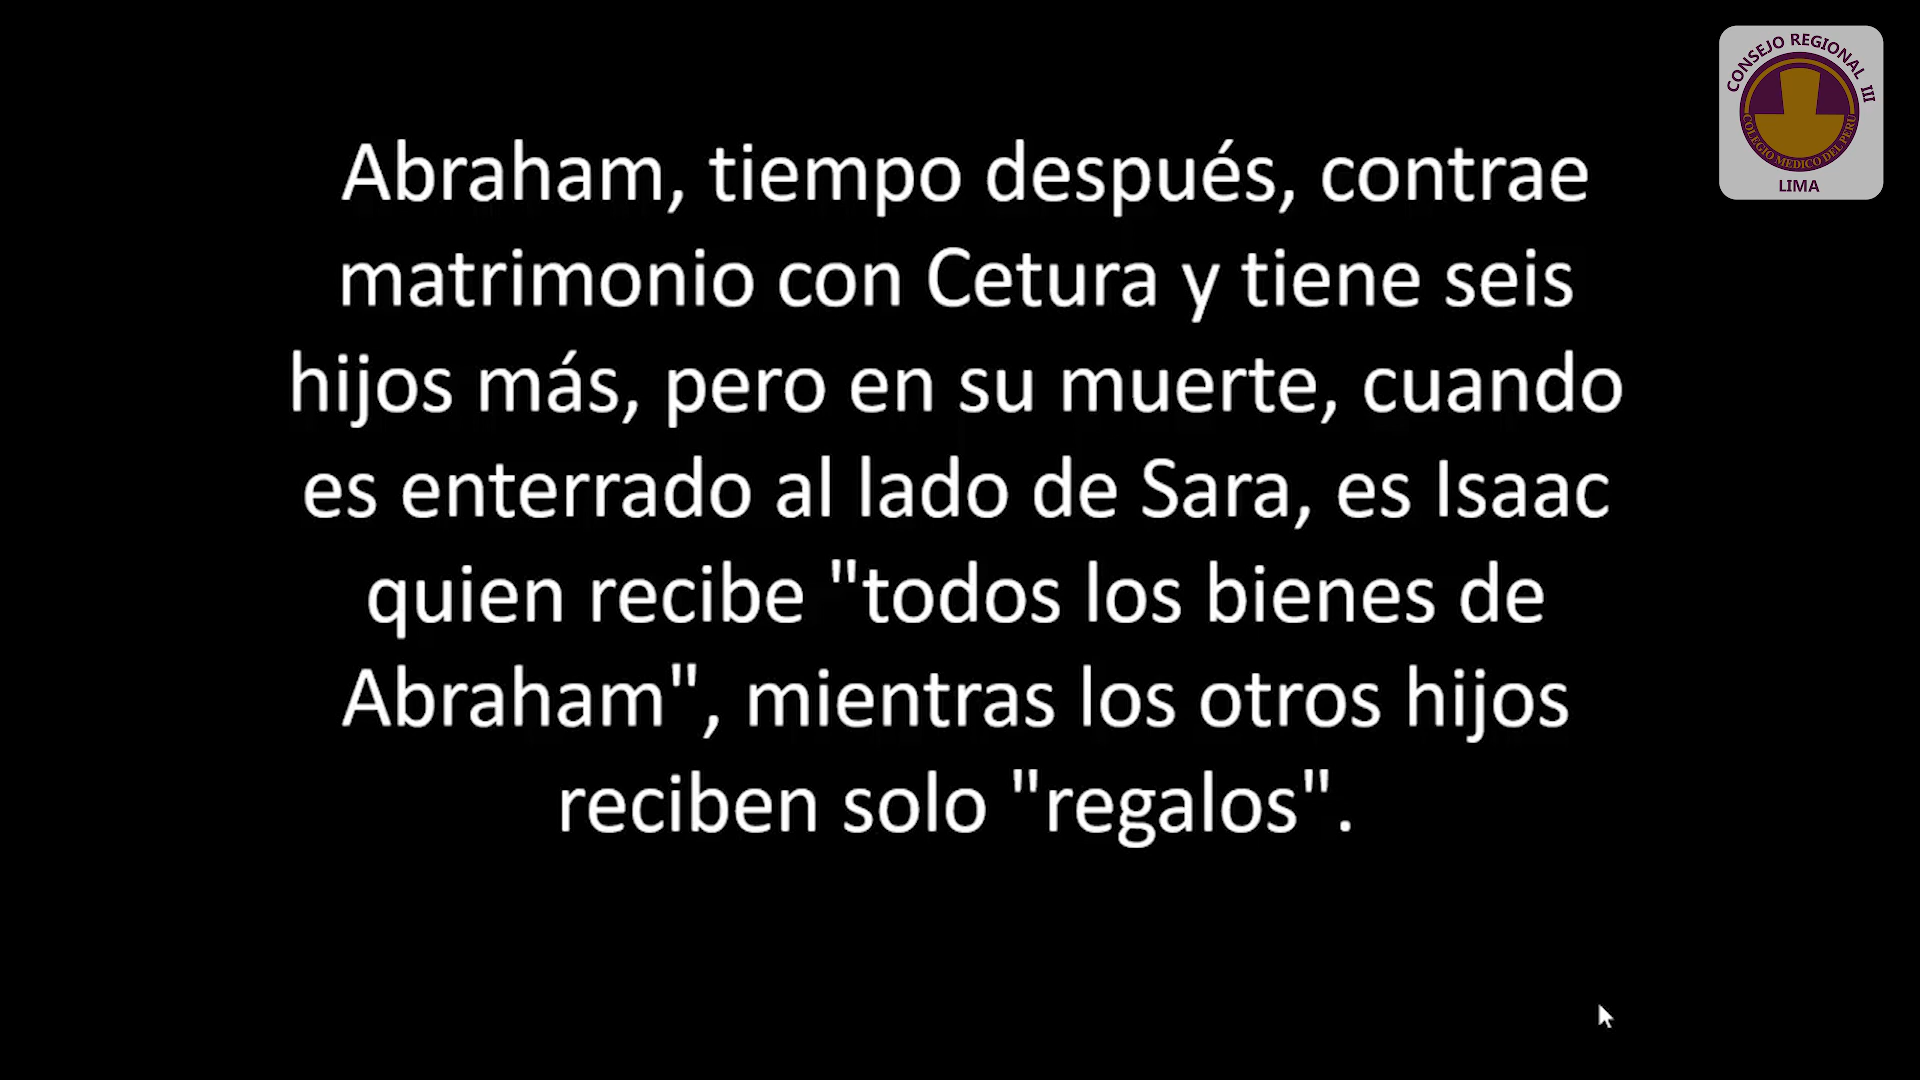 CONSEJO REGIONAL III
COLEGIO MEDICO DEL PERU
LIMA
Abraham, tiempo después, contrae
matrimonio con Cetura y tiene seis
hijos más, pero en su muerte, cuando
es enterrado al lado de Sara, es Isaac
quien recibe "todos los bienes de
Abraham", mientras los otros hijos
reciben solo "regalos".